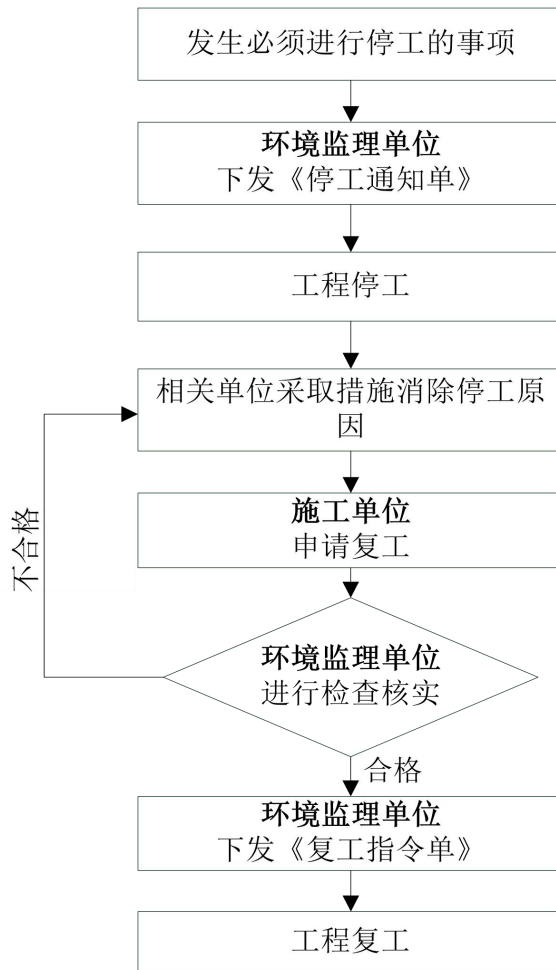 发生必须进行停工的事项
环境监理单位
下发《停工通知单》
工程停工
相关单位采取措施消除停工原
因
施工单位
申请复工
不合格
环境监理单位
进行检查核实
合格
环境监理单位
下发《复工指令单》
工程复工